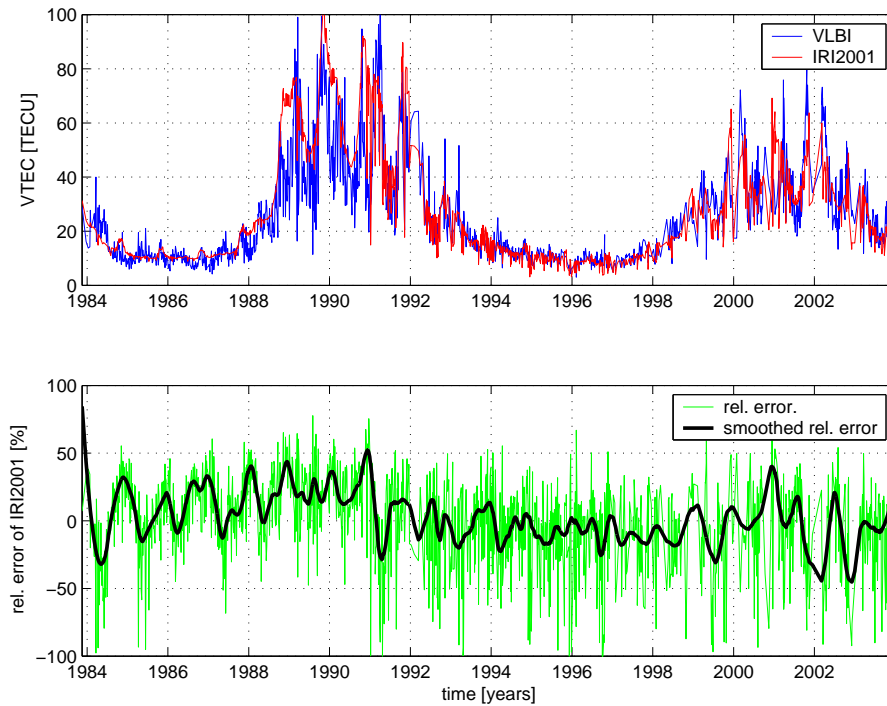 VTEC [TECU]
100
80
60
40
20
0
VLBI
IRI2001
1984 1986 1988 1990 1992 1994 1996 1998 2000 2002
rel. error of IRI2001 [%]
100
50
0
−50
−100
rel. error.
smoothed rel. error
1984 1986 1988 1990 1992 1994 1996 1998 2000 2002
time [years]